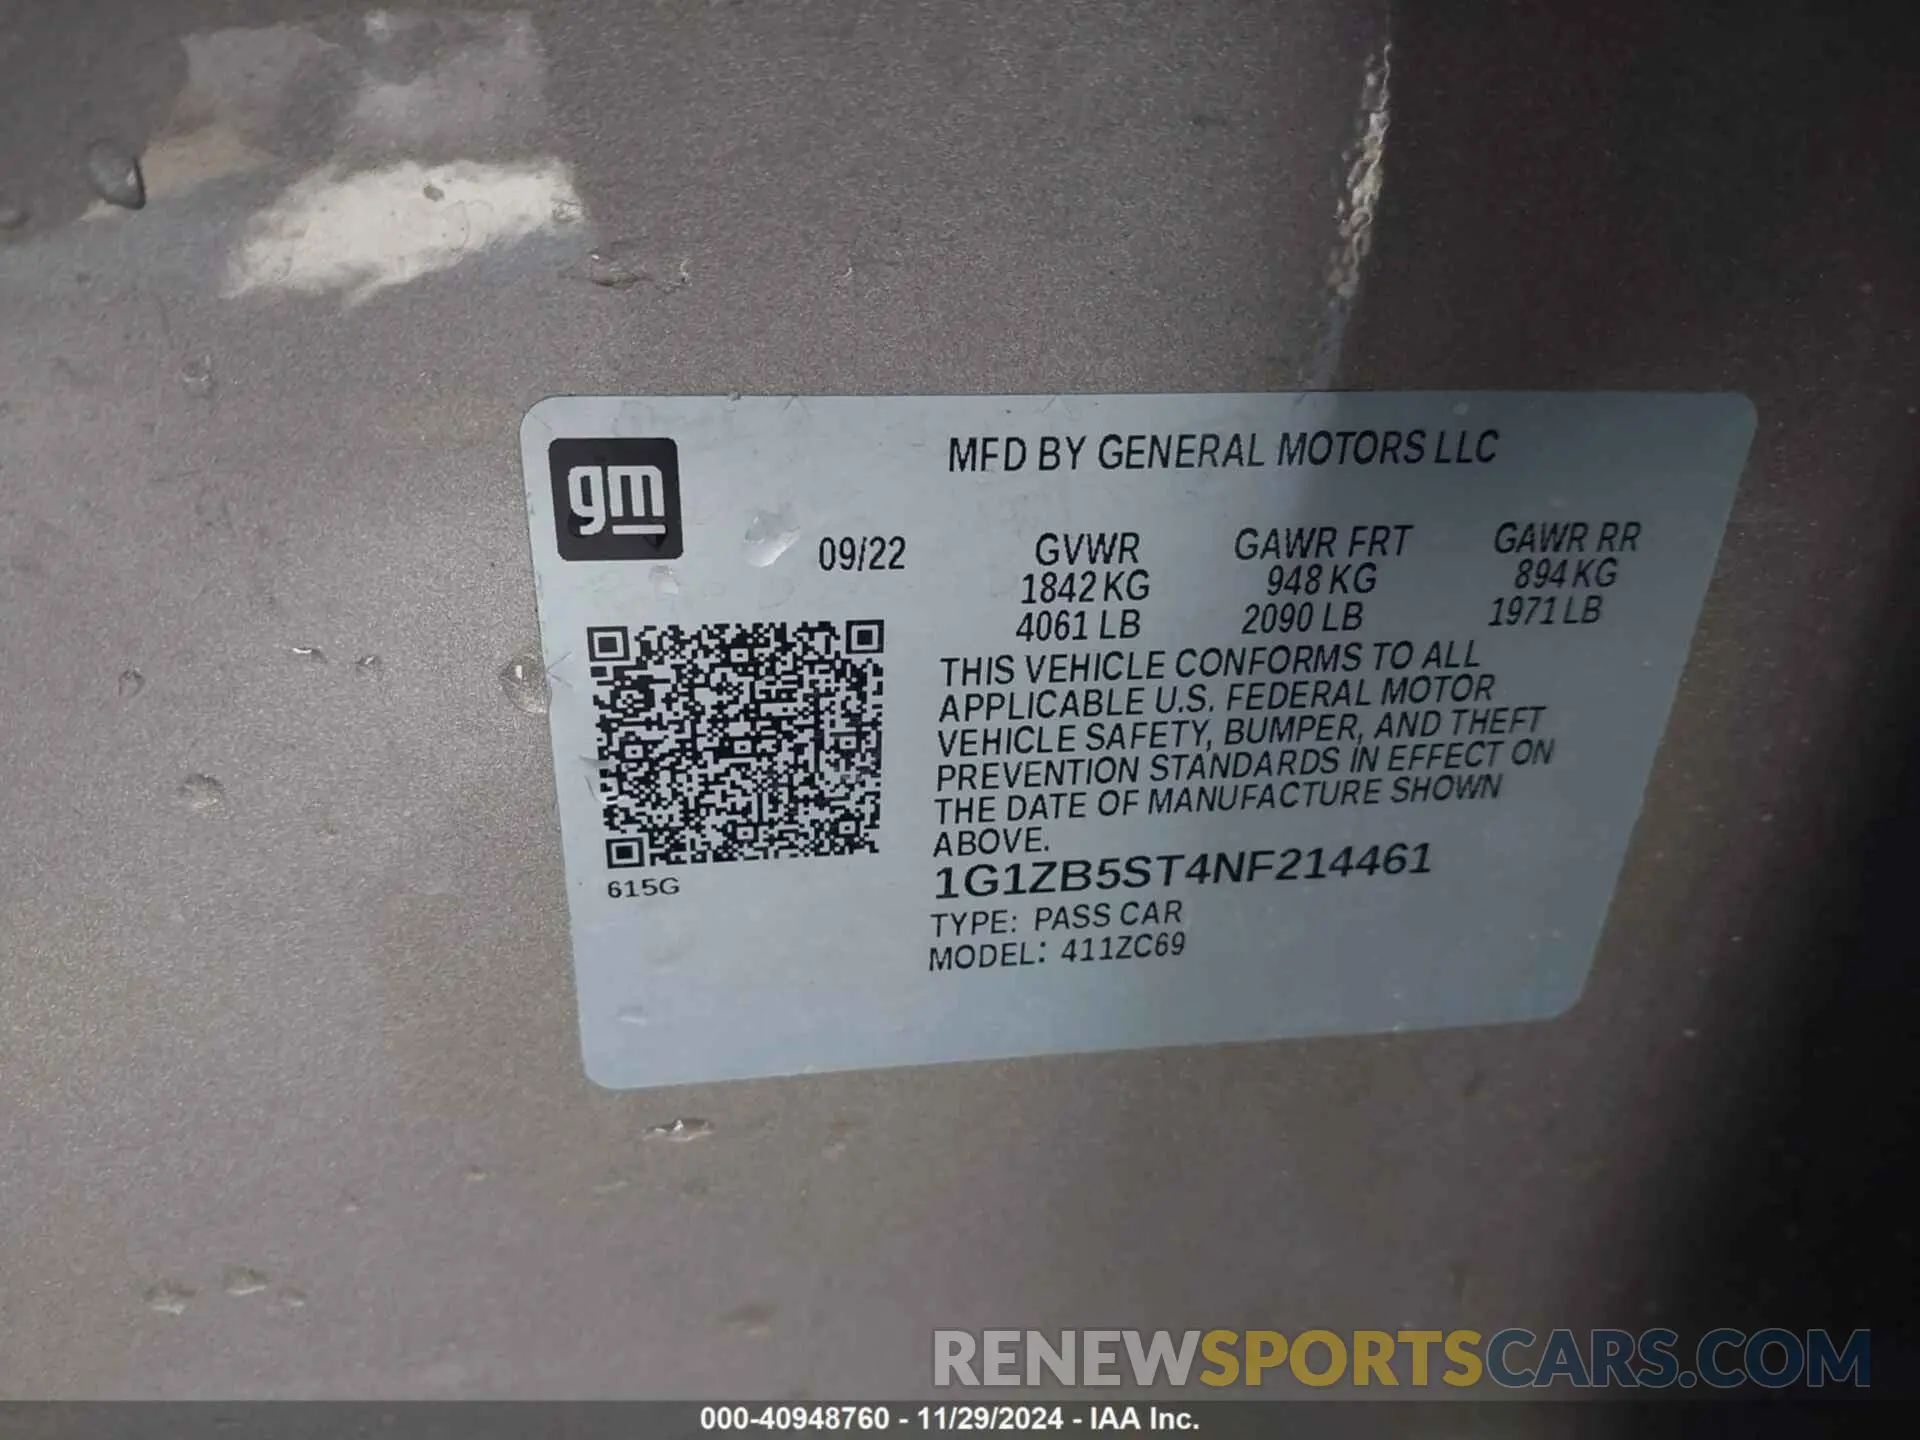 gm
MFD BY GENERAL MOTORS LLC
09/22 GVWR GAWR FRT GAWR RR
1842 KG 948 KG 894 KG
4061 LB 2090 LB 1971 LB
THIS VEHICLE CONFORMS TO ALL
APPLICABLE U.S. FEDERAL MOTOR
VEHICLE SAFETY, BUMPER, AND THEFT
PREVENTION STANDARDS IN EFFECT ON
THE DATE OF MANUFACTURE SHOWN
ABOVE.
615G
1G1ZB5ST4NF214461
TYPE: PASS CAR
MODEL: 411ZC69
RENEWSPORTSCARS.COM
000-40948760 - 11/29/2024 - IAA Inc.